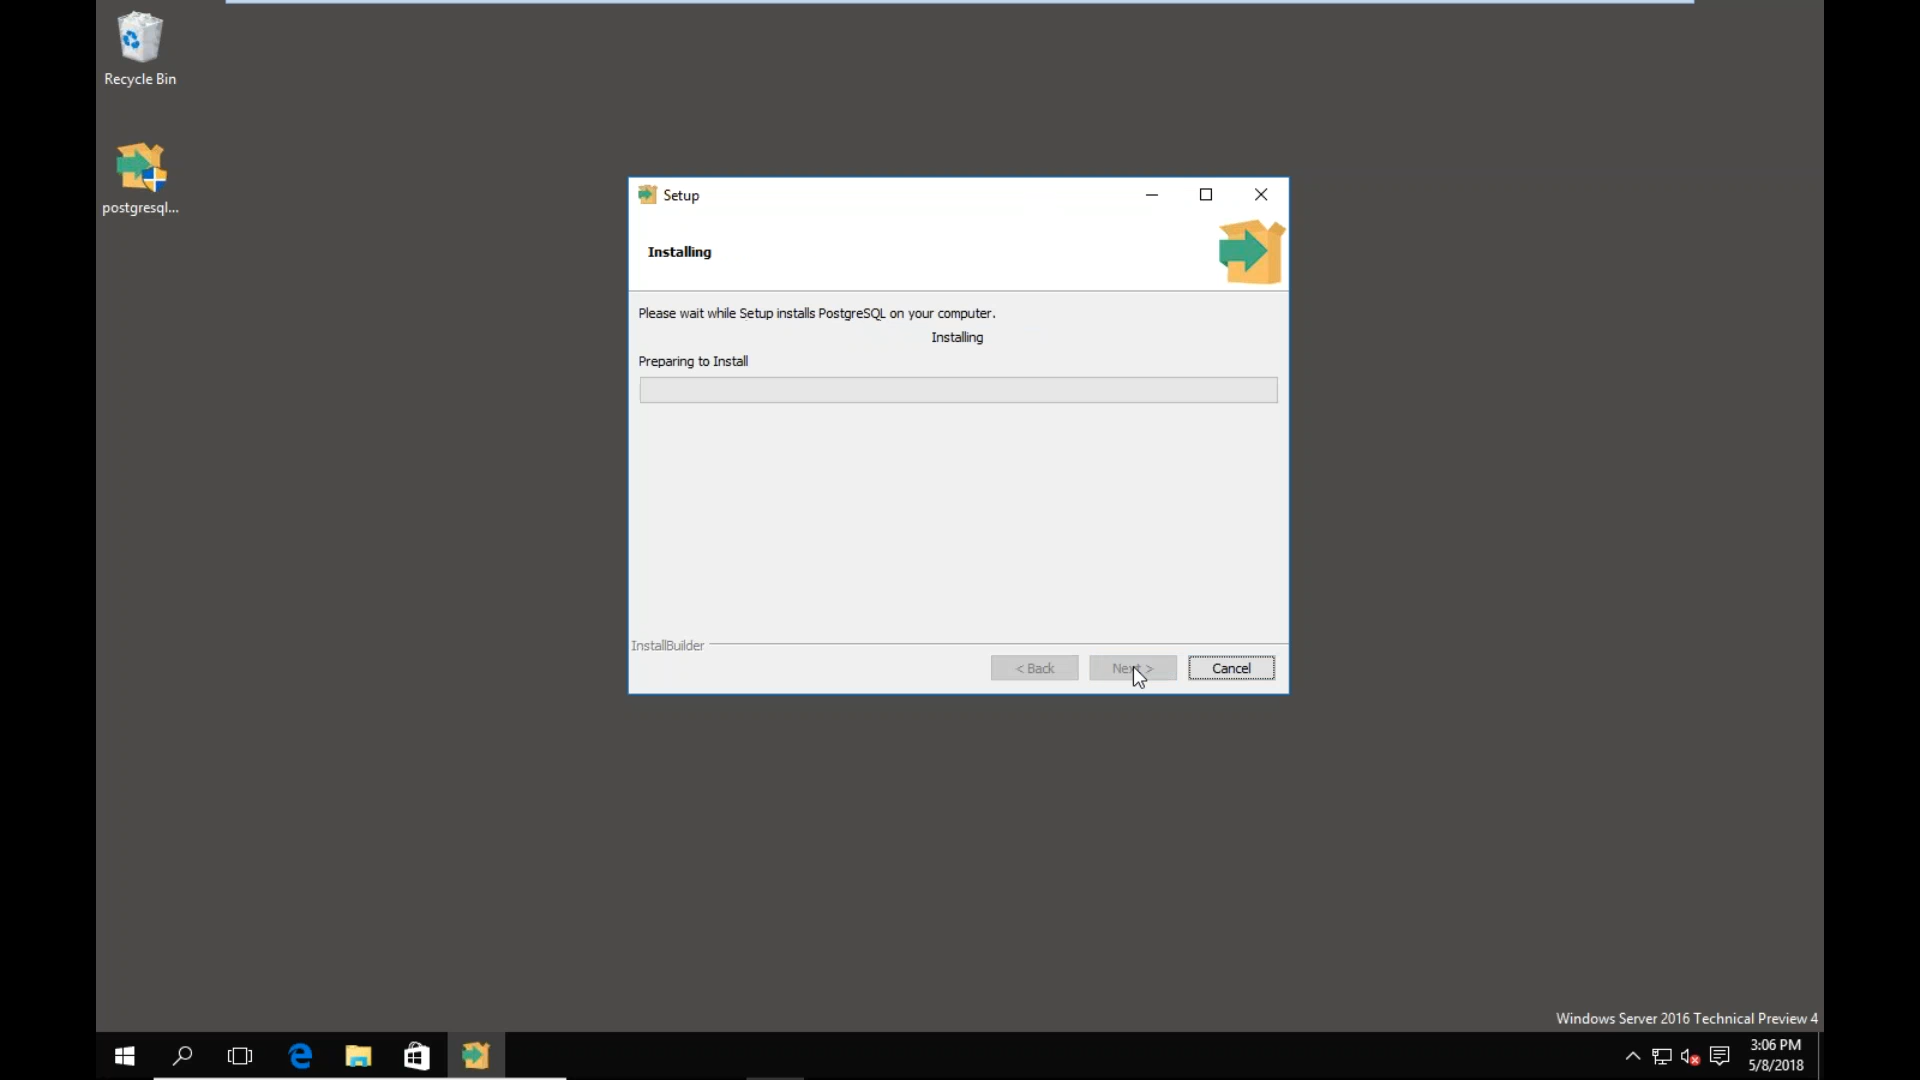 Recycle Bin
postgresql...
Setup
Installing
Please wait while Setup installs PostgreSQL on your computer.
Installing
Preparing to Install
InstallBuilder
< Back
Next >
Cancel
Windows Server 2016 Technical Preview 4
3:06 PM
5/8/2018